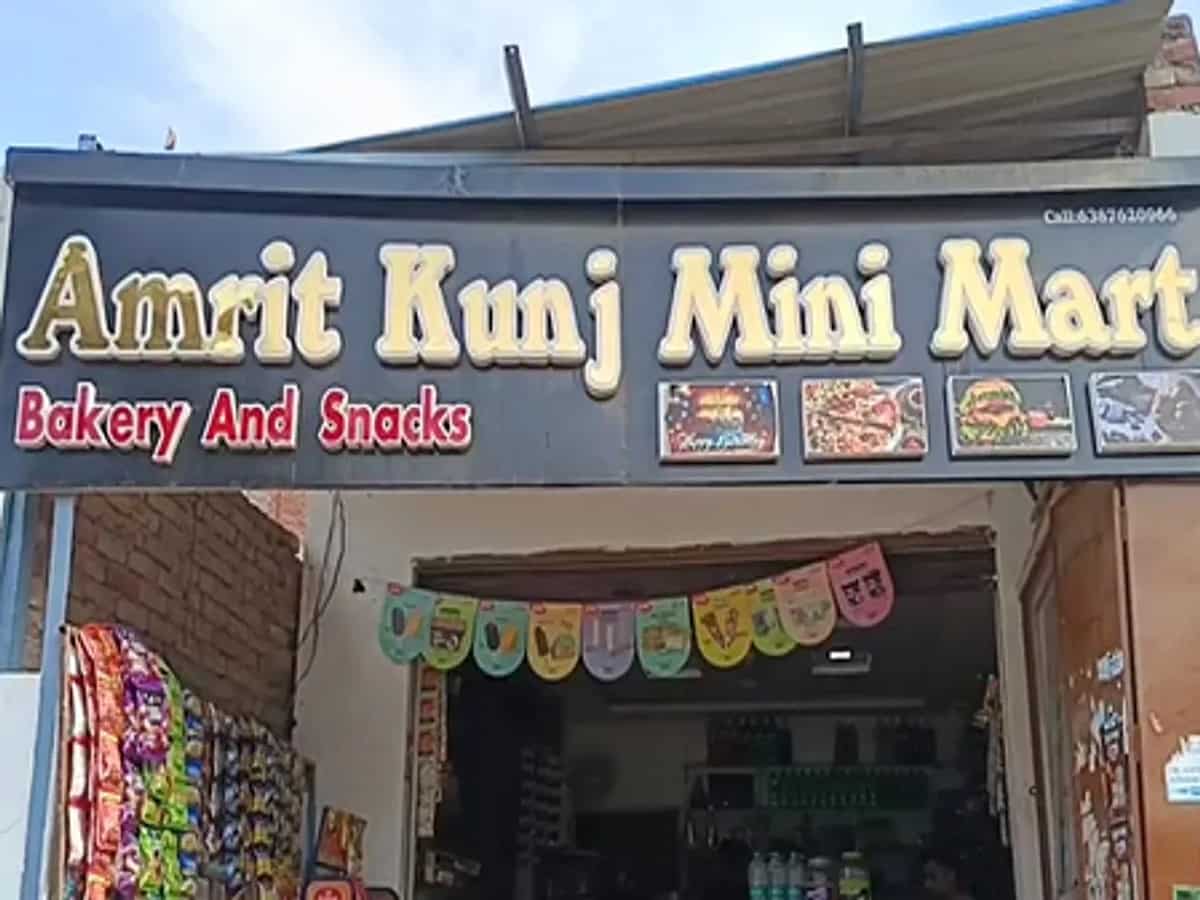 Call:6387620966
Amrit Kunj Mini Mart
Bakery And Snacks